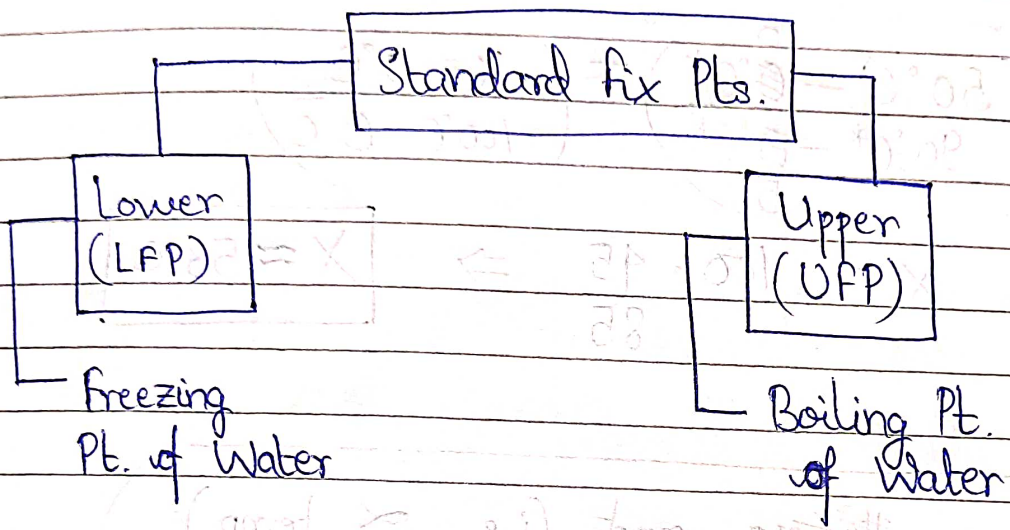 Standard fix Pts.
Lower
(LFP)
Upper
(UFP)
freezing
Pt. of Water
Boiling Pt.
of Water